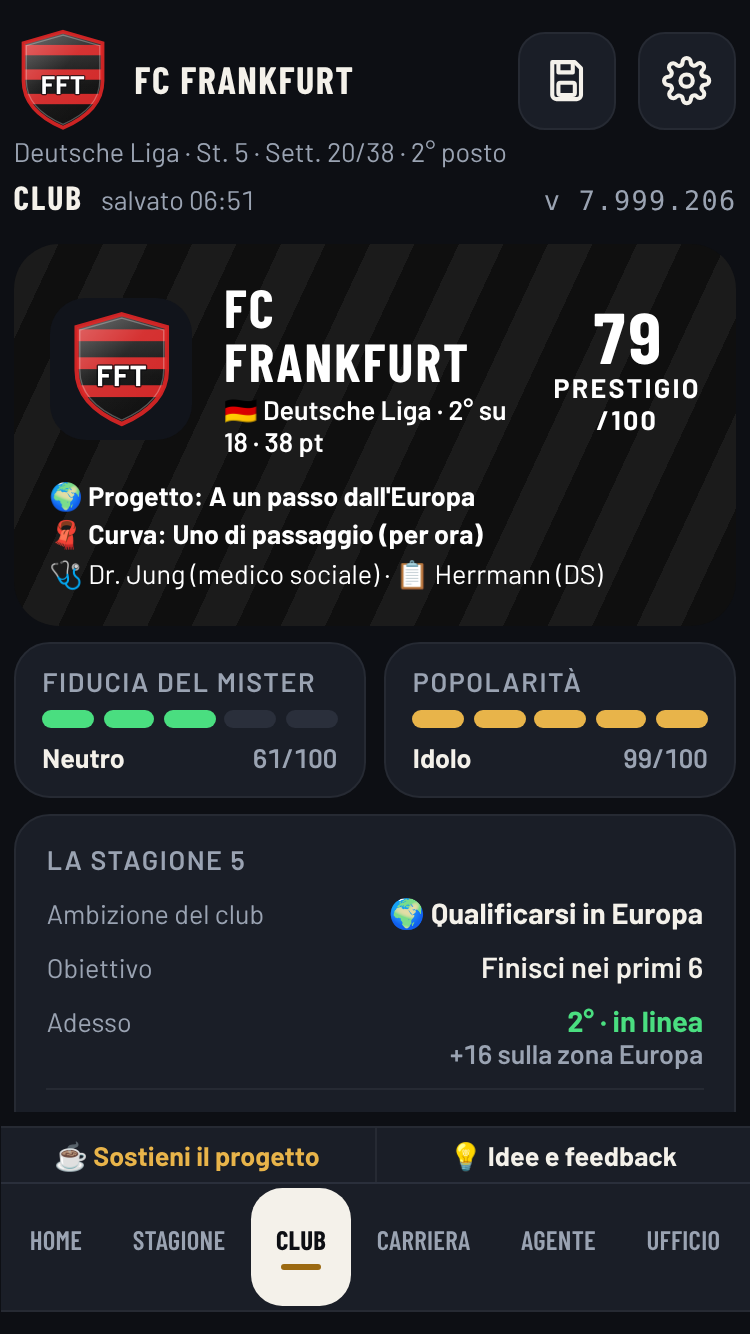 FFT
FC FRANKFURT
Deutsche Liga · St. 5 · Sett. 20/38 · 2° posto
CLUB salvato 06:51 v 7.999.206
FFT
FC
FRANKFURT
🇩🇪 Deutsche Liga · 2° su
18 · 38 pt
79
PRESTIGIO
/100
🌍 Progetto: A un passo dall'Europa
🧣 Curva: Uno di passaggio (per ora)
🩺 Dr. Jung (medico sociale) · 📋 Herrmann (DS)
FIDUCIA DEL MISTER
Neutro 61/100
POPOLARITÀ
Idolo 99/100
LA STAGIONE 5
Ambizione del club 🌍 Qualificarsi in Europa
Obiettivo Finisci nei primi 6
Adesso 2° · in linea
+16 sulla zona Europa
☕ Sostieni il progetto 💡 Idee e feedback
HOME STAGIONE CLUB CARRIERA AGENTE UFFICIO